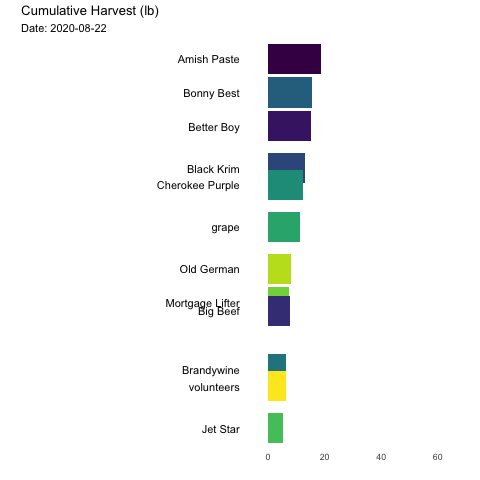 Cumulative Harvest (lb)
Date: 2020-08-22
Amish Paste
Bonny Best
Better Boy
Black Krim
Cherokee Purple
grape
Old German
Mortgage Lifter
Big Beef
Brandywine
volunteers
Jet Star
0 20 40 60